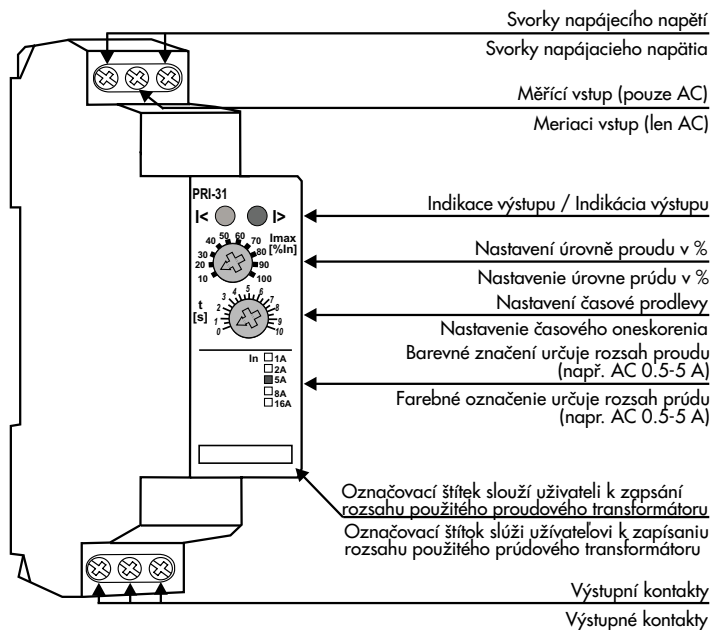 Svorky napájecího napětí
Svorky napájacieho napätia
Měřící vstup (pouze AC)
Meriaci vstup (len AC)
PRI-31
I< I>
Indikace výstupu / Indikácia výstupu
Imax
[%In]
10 20 30 40 50 60 70 80 90 100
Nastavení úrovně proudu v %
Nastavenie úrovne prúdu v %
t
[s]
0 1 2 3 4 5 6 7 8 9 10
Nastavení časové prodlevy
Nastavenie časového oneskorenia
In 1A
2A
5A
8A
16A
Barevné značení určuje rozsah proudu
(např. AC 0.5-5 A)
Farebné označenie určuje rozsah prúdu
(napr. AC 0.5-5 A)
Označovací štítek slouží uživateli k zapsání
rozsahu použitého proudového transformátoru
Označovací štítok slúži užívateľovi k zapísaniu
rozsahu použitého prúdového transformátoru
Výstupní kontakty
Výstupné kontakty